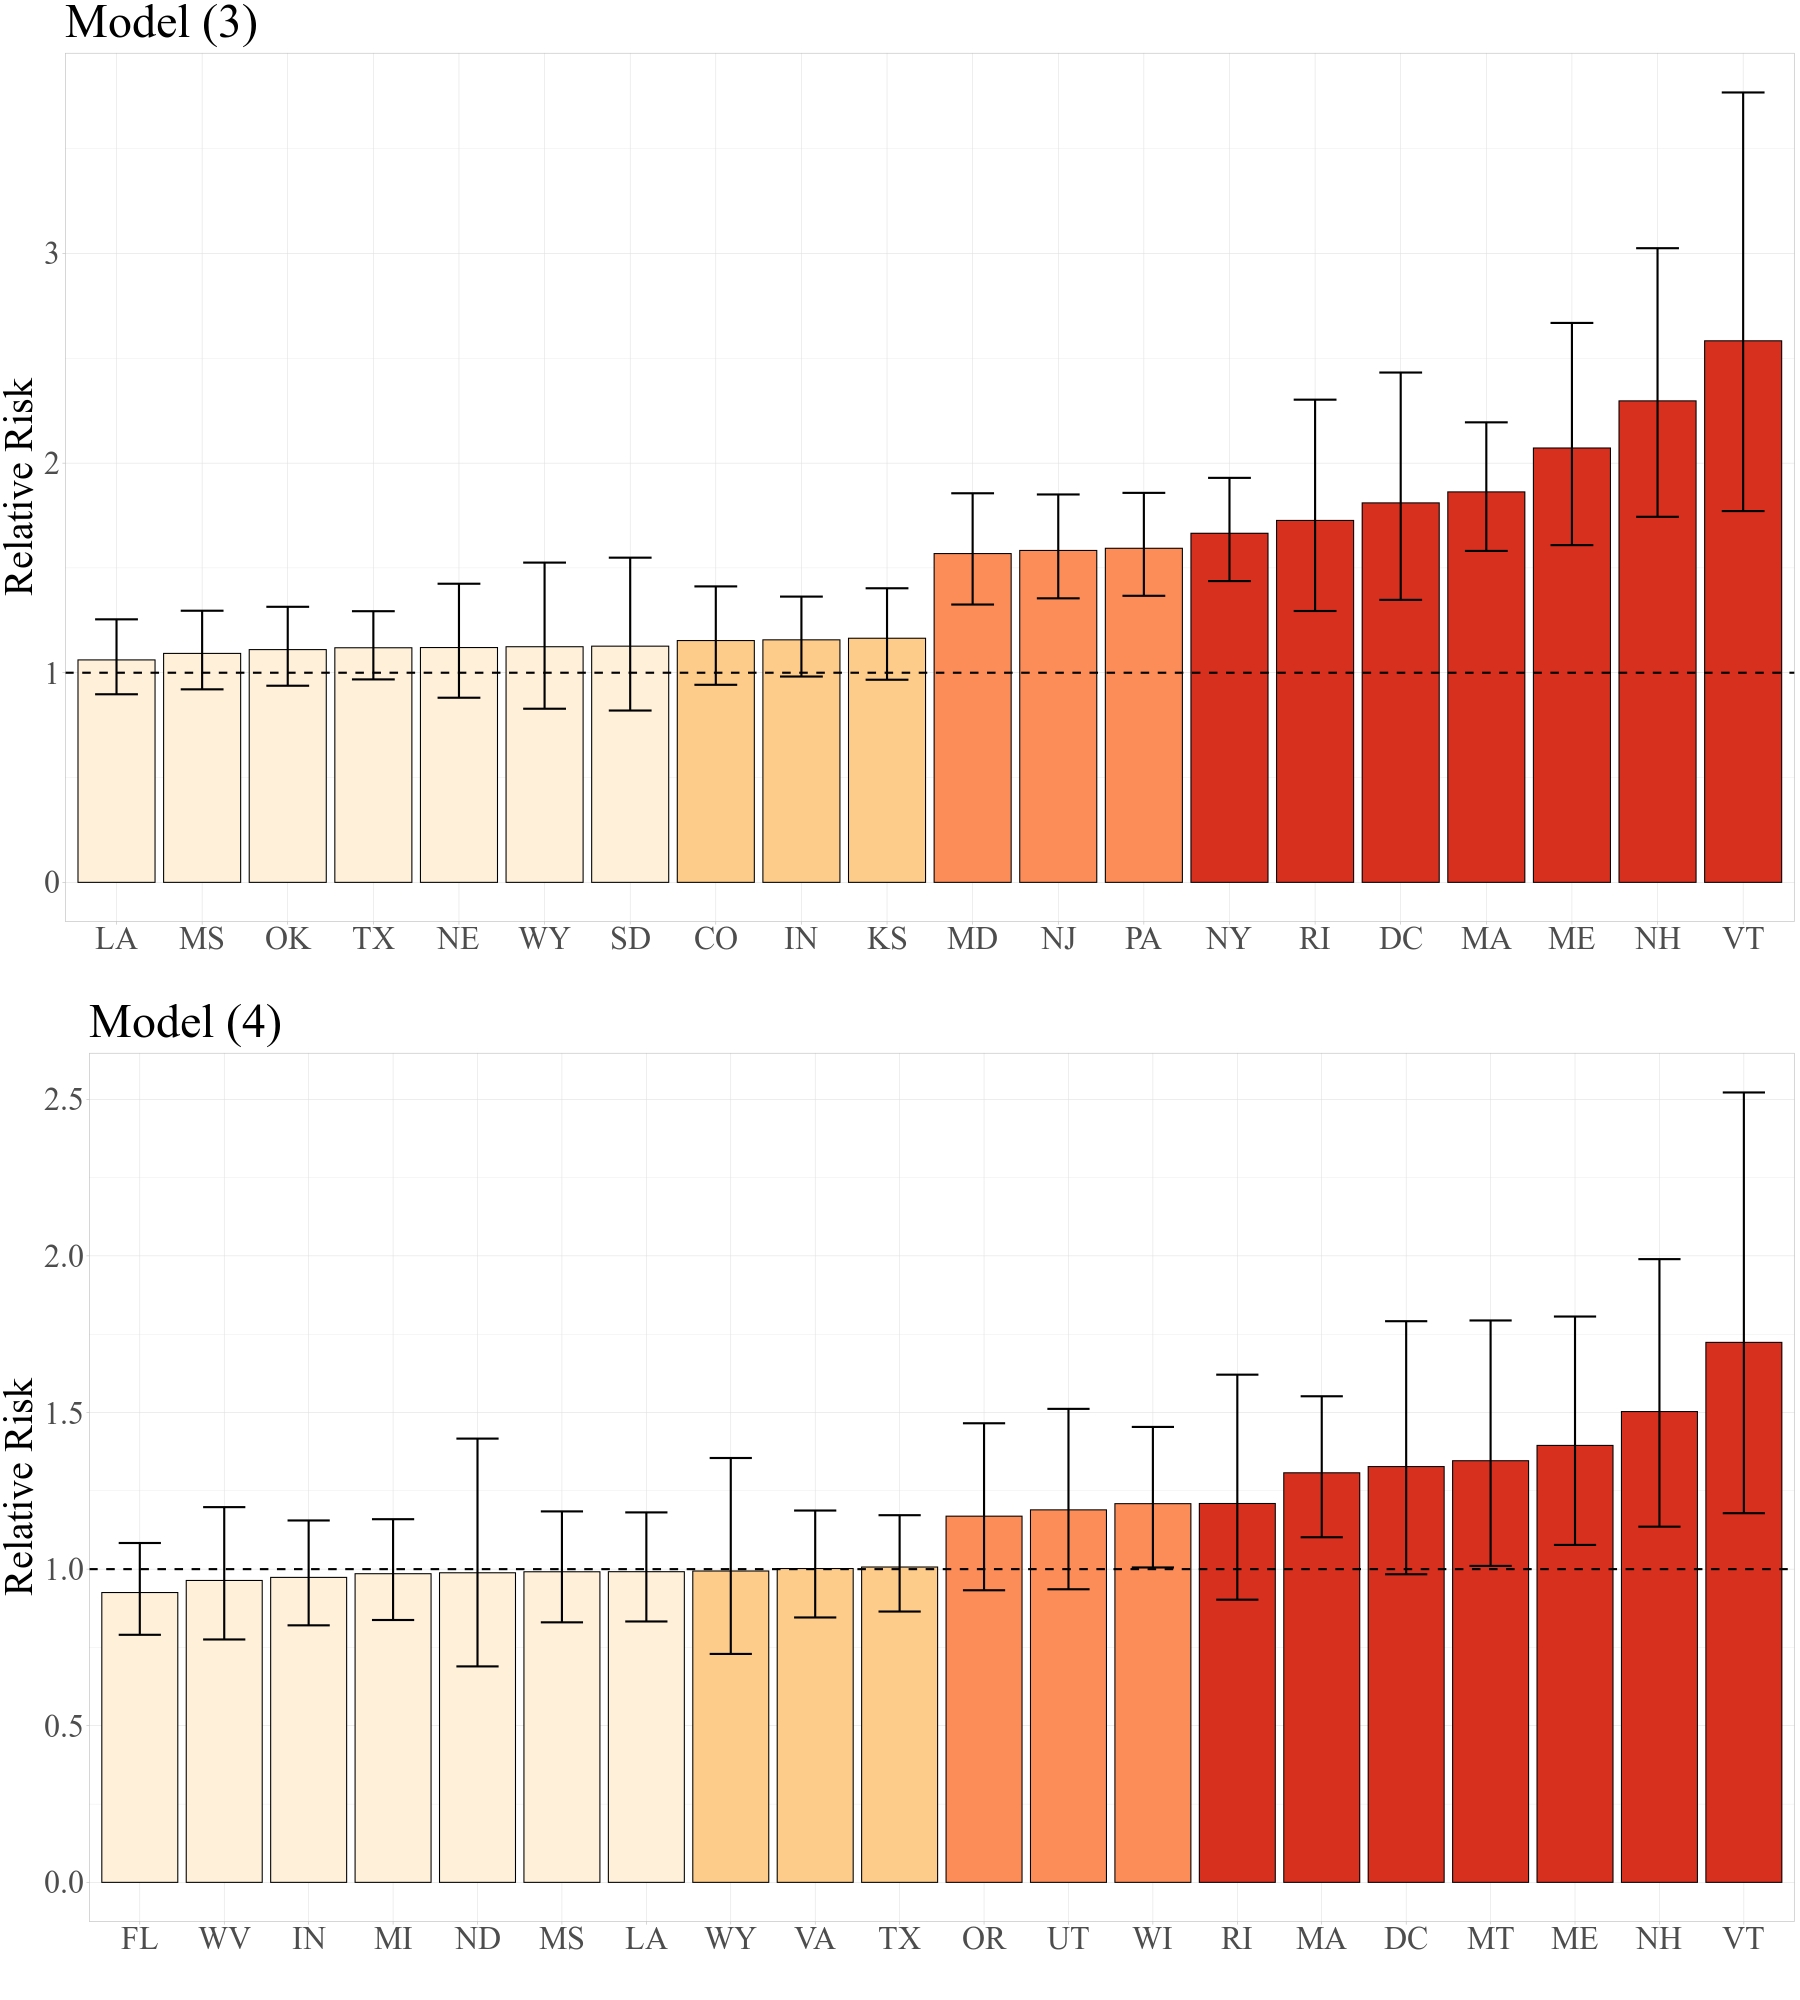 Model (3)
Relative Risk
3
2
1
0
LA MS OK TX NE WY SD CO IN KS MD NJ PA NY RI DC MA ME NH VT
Model (4)
Relative Risk
2.5
2.0
1.5
1.0
0.5
0.0
FL WV IN MI ND MS LA WY VA TX OR UT WI RI MA DC MT ME NH VT